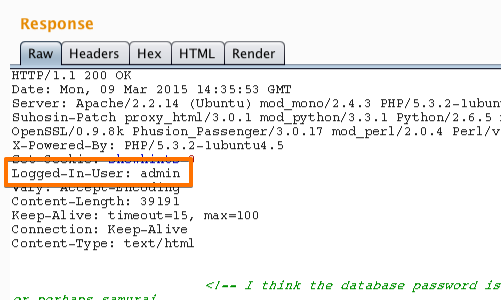 Response
Raw Headers Hex HTML Render
HTTP/1.1 200 OK
Date: Mon, 09 Mar 2015 14:35:53 GMT
Server: Apache/2.2.14 (Ubuntu) mod_mono/2.4.3 PHP/5.3.2-1ubun
Suhosin-Patch proxy_html/3.0.1 mod_python/3.3.1 Python/2.6.5
OpenSSL/0.9.8k Phusion_Passenger/3.0.17 mod_perl/2.0.4 Perl/v
X-Powered-By: PHP/5.3.2-1ubuntu4.5
Set-Cookie: showhints
Logged-In-User: admin
Vary: Accept-Encoding
Content-Length: 39191
Keep-Alive: timeout=15, max=100
Connection: Keep-Alive
Content-Type: text/html
<!-- I think the database password is
or perhaps samurai